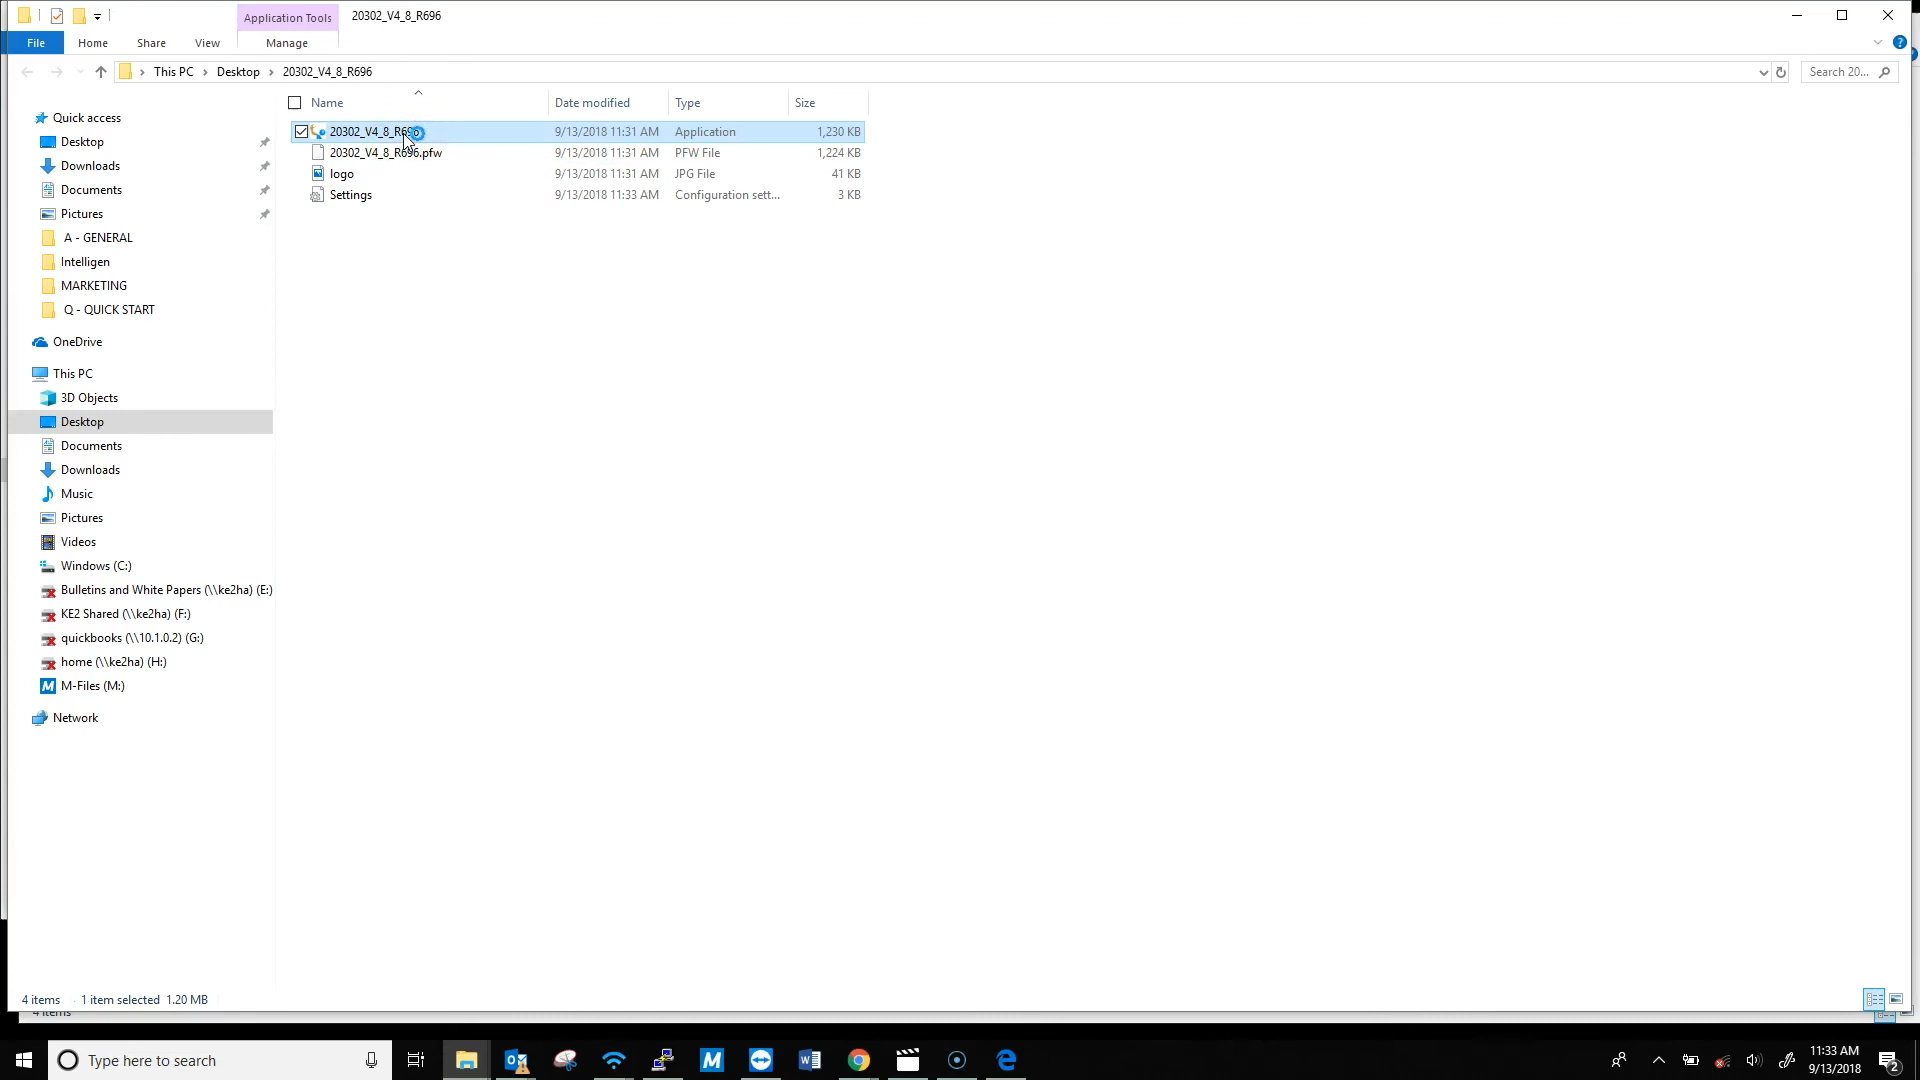 Application Tools
20302_V4_8_R696
File
Home
Share
View
Manage
This PC
Desktop
20302_V4_8_R696
Search 20...
Name
Date modified
Type
Size
20302_V4_8_R696
9/13/2018 11:31 AM
Application
1,230 KB
20302_V4_8_R696.pfw
9/13/2018 11:31 AM
PFW File
1,224 KB
logo
9/13/2018 11:31 AM
JPG File
41 KB
Settings
9/13/2018 11:33 AM
Configuration sett...
3 KB
Quick access
Desktop
Downloads
Documents
Pictures
A - GENERAL
Intelligen
MARKETING
Q - QUICK START
OneDrive
This PC
3D Objects
Desktop
Documents
Downloads
Music
Pictures
Videos
Windows (C:)
Bulletins and White Papers (\\ke2ha) (E:)
KE2 Shared (\\ke2ha) (F:)
quickbooks (\\10.1.0.2) (G:)
home (\\ke2ha) (H:)
M-Files (M:)
Network
4 items
1 item selected 1.20 MB
4 items
Type here to search
11:33 AM
9/13/2018
2